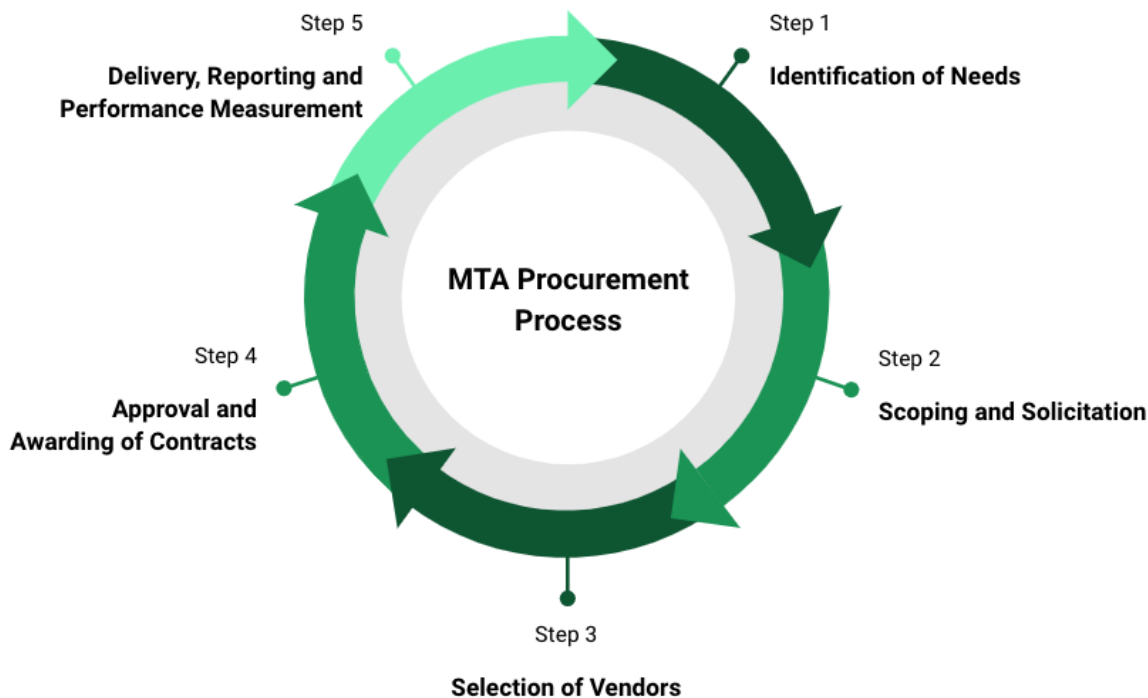 MTA Procurement
Process
Step 1
Identification of Needs
Step 2
Scoping and Solicitation
Step 3
Selection of Vendors
Step 4
Approval and
Awarding of Contracts
Step 5
Delivery, Reporting and
Performance Measurement